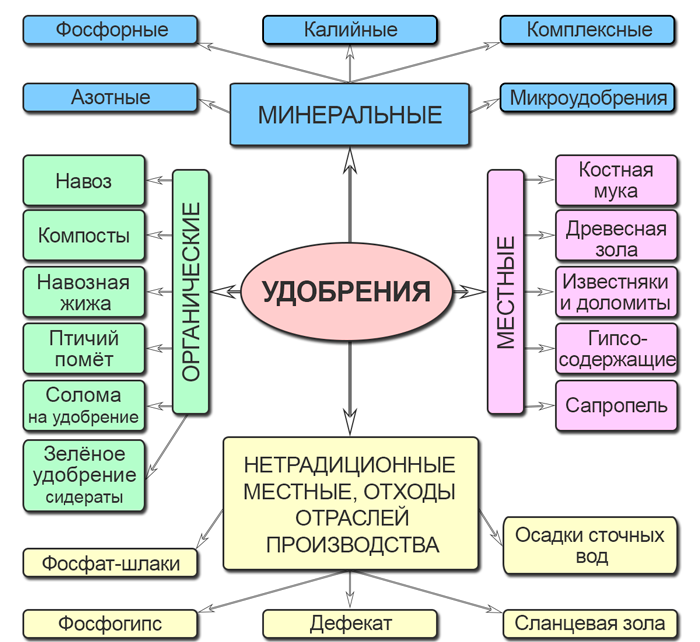 Фосфорные
Калийные
Комплексные
Азотные
МИНЕРАЛЬНЫЕ
Микроудобрения
ОРГАНИЧЕСКИЕ
Навоз
Компосты
Навозная
жижа
Птичий
помёт
Солома
на удобрение
Зелёное
удобрение
сидераты
УДОБРЕНИЯ
МЕСТНЫЕ
Костная
мука
Древесная
зола
Известняки
и доломиты
Гипсо-
содержащие
Сапропель
НЕТРАДИЦИОННЫЕ
МЕСТНЫЕ, ОТХОДЫ
ОТРАСЛЕЙ
ПРОИЗВОДСТВА
Фосфат-шлаки
Осадки сточных
вод
Фосфогипс
Дефекат
Сланцевая зола